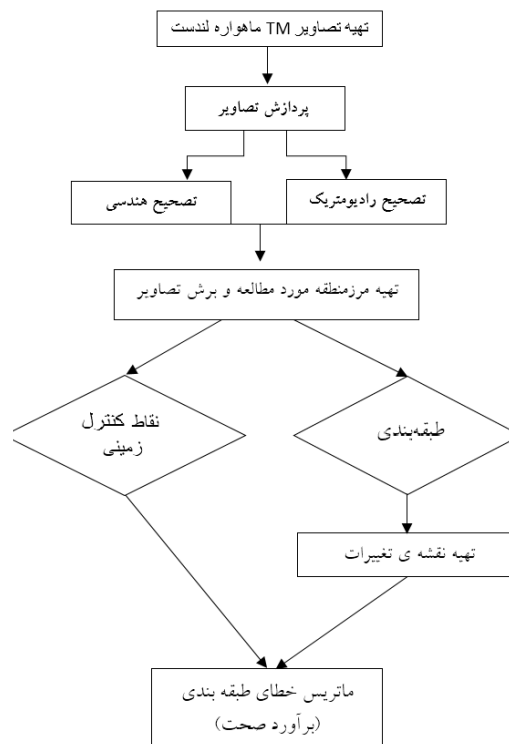 تهیه تصاویر TM ماهواره لندست
پردازش تصاویر
تصحیح رادیومتریک
تصحیح هندسی
تهیه مرزمنطقه مورد مطالعه و برش تصاویر
طبقه‌بندی
نقاط کنترل
زمینی
تهیه نقشه ی تغییرات
ماتریس خطای طبقه بندی
(برآورد صحت)